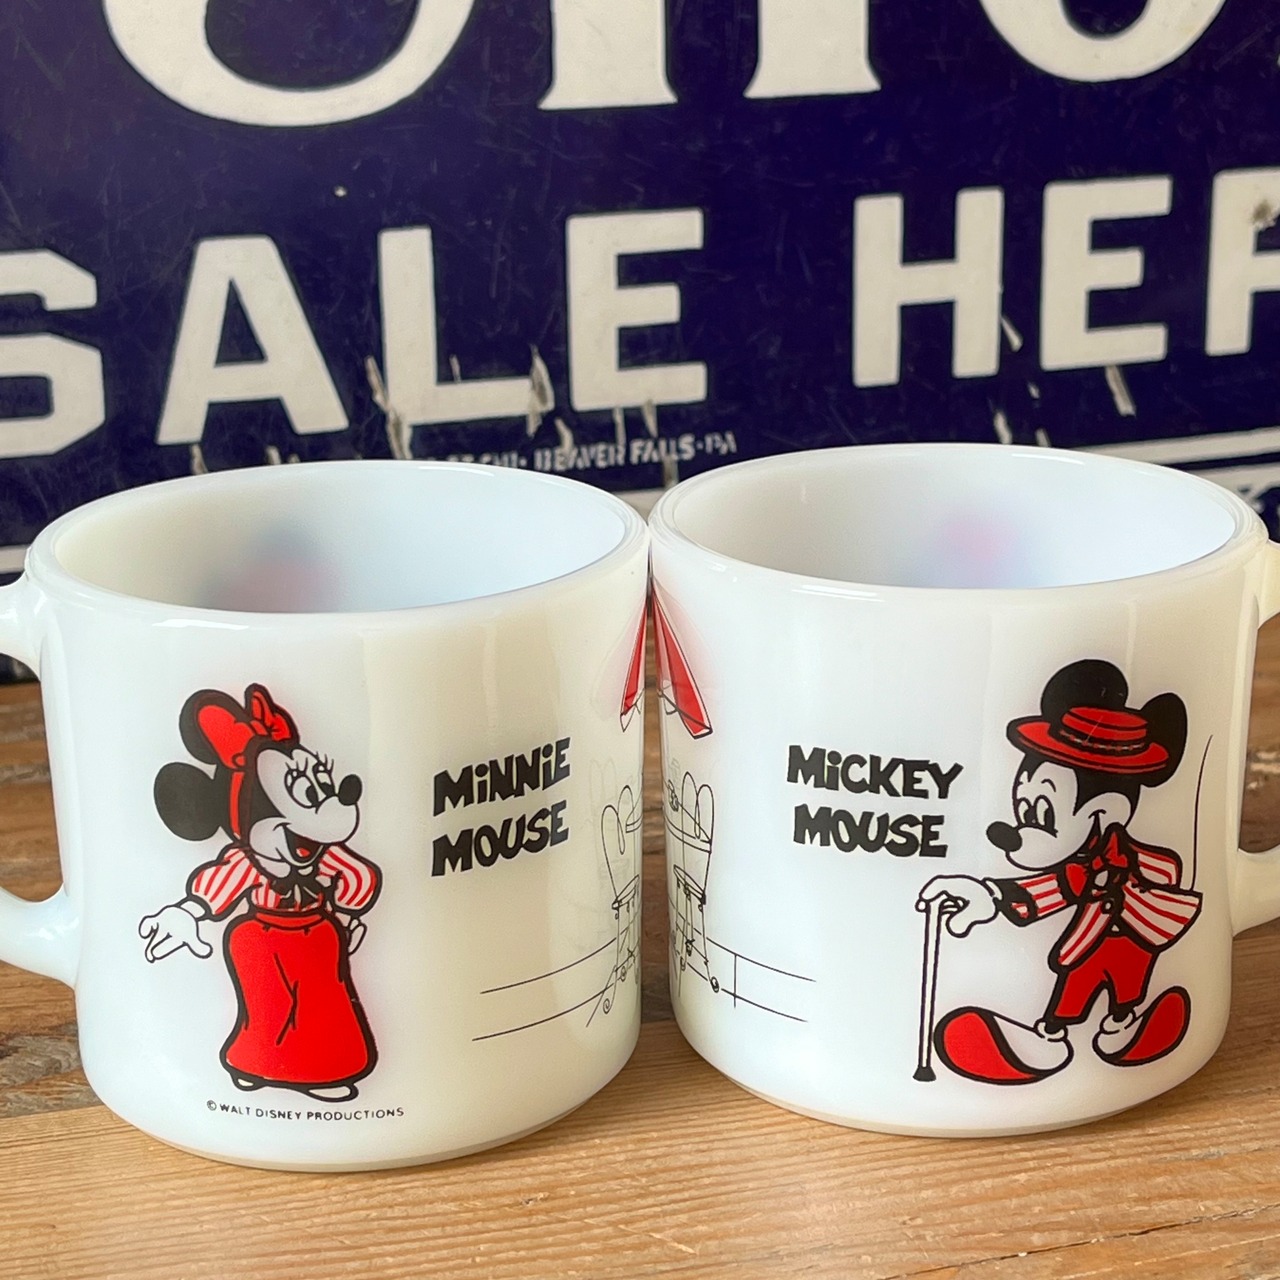 SALE HER
BEAVER FALLS-PA
MiNNiE
MOUSE
MiCKEY
MOUSE
© WALT DISNEY PRODUCTIONS